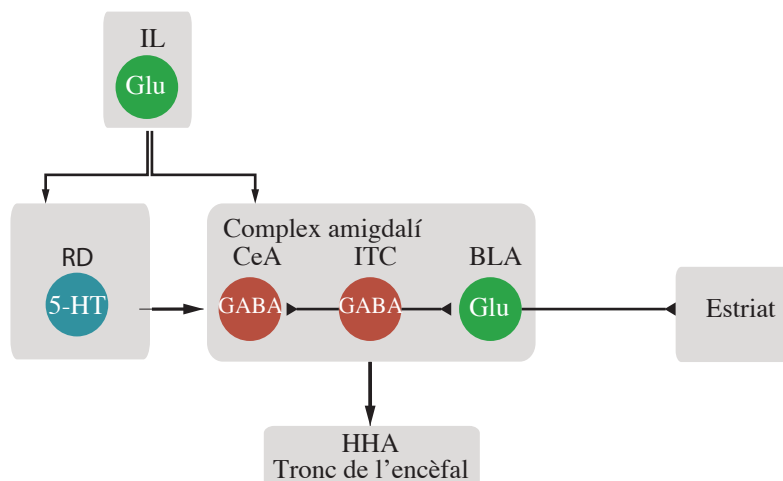 IL
Glu
Complex amigdalí
RD
CeA
ITC
BLA
5-HT
GABA
GABA
Glu
Estriat
HHA
Tronc de l’encèfal